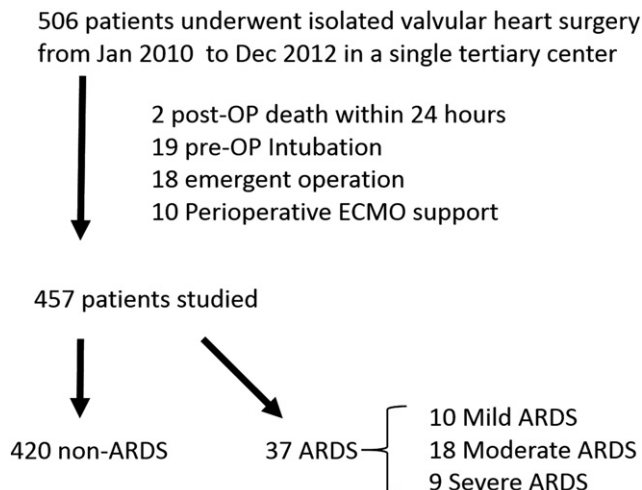 506 patients underwent isolated valvular heart surgery
from Jan 2010 to Dec 2012 in a single tertiary center
2 post-OP death within 24 hours
19 pre-OP Intubation
18 emergent operation
10 Perioperative ECMO support
457 patients studied
420 non-ARDS
37 ARDS
10 Mild ARDS
18 Moderate ARDS
9 Severe ARDS